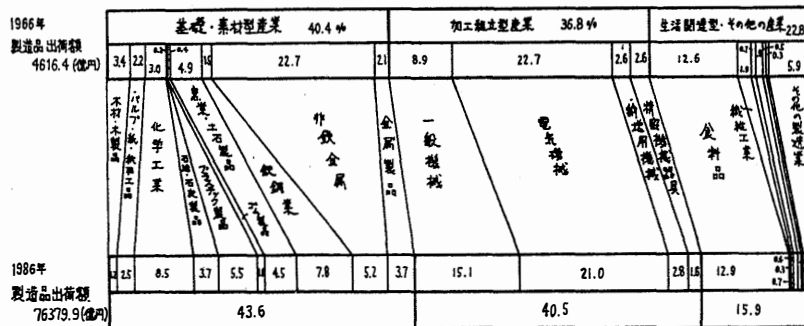 1966年
製造品出荷額
4616.4(億円)
基礎・素材型産業 40.4%
加工組立型産業 36.8%
生活関連型・その他の産業 22.8
3.4 2.2 3.0 4.9 22.7 2.1 8.9 22.7 2.6 2.6 12.6 5.9
木材・木製品
パルプ・紙・紙加工品
化学工業
石油・石炭製品
プラスチック製品
ゴム製品
窯業・土石製品
鉄鋼業
非鉄金属
金属製品
一般機械
電気機械
輸送用機械
精密機械器具
食料品
繊維工業
その他の製造業
1986年
製造品出荷額
76379.9(億円)
2.5 8.5 3.7 5.5 4.5 7.8 5.2 3.7 15.1 21.0 2.8 1.6 12.9 0.6 0.3 0.7
43.6 40.5 15.9